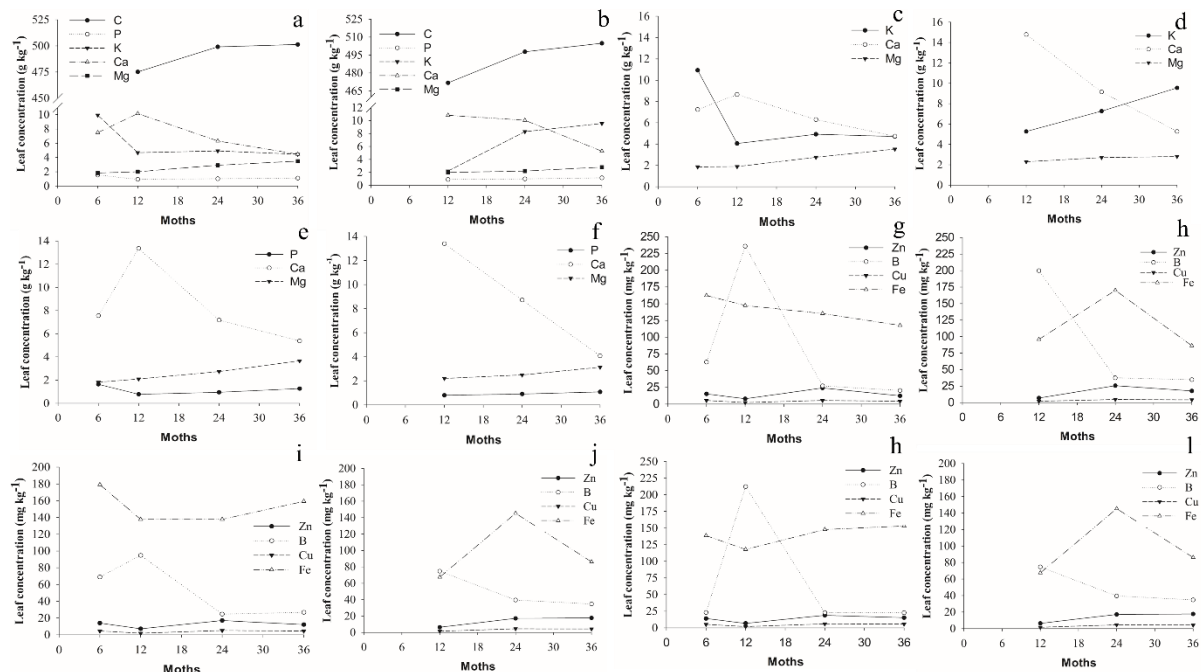 a
525
500
475
450
10
8
6
4
2
0
Leaf concentration (g kg⁻¹)
C
P
K
Ca
Mg
0 6 12 18 24 30 36
Moths
b
525
515
505
495
485
475
465
12
10
8
6
4
2
0
Leaf concentration (g kg⁻¹)
C
P
K
Ca
Mg
0 6 12 18 24 30 36
Moths
c
16
14
12
10
8
6
4
2
0
Leaf concentration (g kg⁻¹)
K
Ca
Mg
0 6 12 18 24 30 36
Moths
d
16
14
12
10
8
6
4
2
0
Leaf concentration (g kg⁻¹)
K
Ca
Mg
0 6 12 18 24 30 36
Moths
e
14
12
10
8
6
4
2
0
Leaf concentration (g kg⁻¹)
P
Ca
Mg
0 6 12 18 24 30 36
Moths
f
14
12
10
8
6
4
2
0
Leaf concentration (g kg⁻¹)
P
Ca
Mg
0 6 12 18 24 30 36
Moths
g
250
225
200
175
150
125
100
75
50
25
0
Leaf concentration (mg kg⁻¹)
Zn
B
Cu
Fe
0 6 12 18 24 30 36
Moths
h
250
225
200
175
150
125
100
75
50
25
0
Leaf concentration (mg kg⁻¹)
Zn
B
Cu
Fe
0 6 12 18 24 30 36
Moths
i
200
180
160
140
120
100
80
60
40
20
0
Leaf concentration (mg kg⁻¹)
Zn
B
Cu
Fe
0 6 12 18 24 30 36
Moths
j
200
180
160
140
120
100
80
60
40
20
0
Leaf concentration (mg kg⁻¹)
Zn
B
Cu
Fe
0 6 12 18 24 30 36
Moths
h
250
225
200
175
150
125
100
75
50
25
0
Leaf concentration (mg kg⁻¹)
Zn
B
Cu
Fe
0 6 12 18 24 30 36
Moths
l
200
180
160
140
120
100
80
60
40
20
0
Leaf concentration (mg kg⁻¹)
Zn
B
Cu
Fe
0 6 12 18 24 30 36
Moths